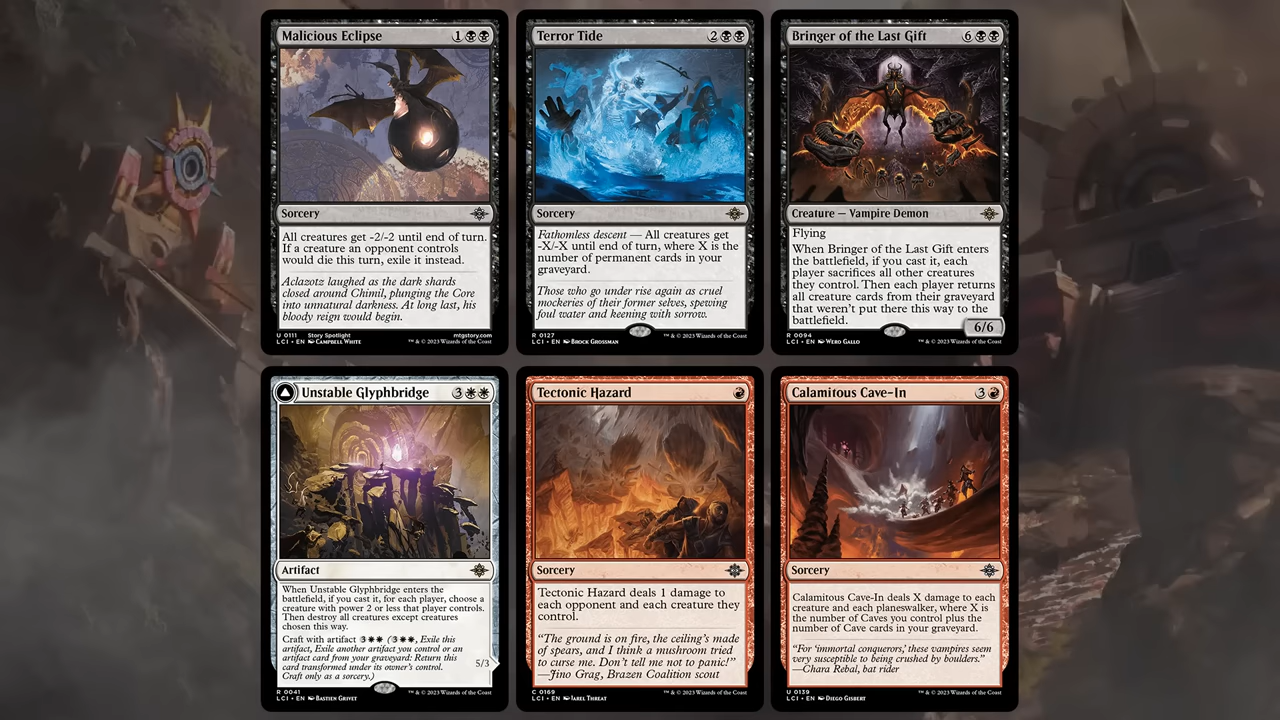 Malicious Eclipse 1
Sorcery
All creatures get -2/-2 until end of turn.
If a creature an opponent controls
would die this turn, exile it instead.
Aclazotz laughed as the dark shards
closed around Chimil, plunging the Core
into unnatural darkness. At long last, his
bloody reign would begin.
U 0111 Story Spotlight mtgstory.com
LCI • EN Campbell White ™ & © 2023 Wizards of the Coast
Terror Tide 2
Sorcery
Fathomless descent — All creatures get
-X/-X until end of turn, where X is the
number of permanent cards in your
graveyard.
Those who go under rise again as cruel
mockeries of their former selves, spewing
foul water and keening with sorrow.
R 0127
LCI • EN Brock Grossman ™ & © 2023 Wizards of the Coast
Bringer of the Last Gift 6
Creature — Vampire Demon
Flying
When Bringer of the Last Gift enters
the battlefield, if you cast it, each
player sacrifices all other creatures
they control. Then each player returns
all creature cards from their graveyard
that weren't put there this way to the
battlefield.
6/6
R 0094
LCI • EN Wero Gallo ™ & © 2023 Wizards of the Coast
Unstable Glyphbridge 3
Artifact
When Unstable Glyphbridge enters the
battlefield, if you cast it, for each player, choose a
creature with power 2 or less that player controls.
Then destroy all creatures except creatures
chosen this way.
Craft with artifact 3 (3, Exile this
artifact, Exile another artifact you control or an
artifact card from your graveyard: Return this
card transformed under its owner's control.
Craft only as a sorcery.)
5/3
R 0041
LCI • EN Bastien Grivet ™ & © 2023 Wizards of the Coast
Tectonic Hazard
Sorcery
Tectonic Hazard deals 1 damage to
each opponent and each creature they
control.
"The ground is on fire, the ceiling's made
of spears, and I think a mushroom tried
to curse me. Don't tell me not to panic!"
—Jino Grag, Brazen Coalition scout
C 0169
LCI • EN Jarel Threat ™ & © 2023 Wizards of the Coast
Calamitous Cave-In 3
Sorcery
Calamitous Cave-In deals X damage to each
creature and each planeswalker, where X is
the number of Caves you control plus the
number of Cave cards in your graveyard.
"For 'immortal conquerors,' these vampires seem
very susceptible to being crushed by boulders."
—Chara Rebal, bat rider
U 0139
LCI • EN Diego Gisbert ™ & © 2023 Wizards of the Coast